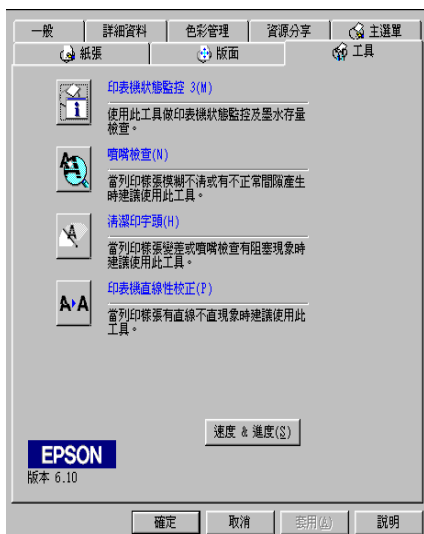 一般 詳細資料 色彩管理 資源分享 主選單
紙張 版面 工具
印表機狀態監控 3(M)
使用此工具做印表機狀態監控及墨水存量
檢查。
噴嘴檢查(N)
當列印樣張模糊不清或有不正常間隙產生
時建議使用此工具。
清潔印字頭(H)
當列印樣張變差或噴嘴檢查有阻塞現象時
建議使用此工具。
印表機直線性校正(P)
當列印樣張有直線不直現象時建議使用此
工具。
速度 & 進度(S)
EPSON
版本 6.10
確定 取消 套用(A) 說明